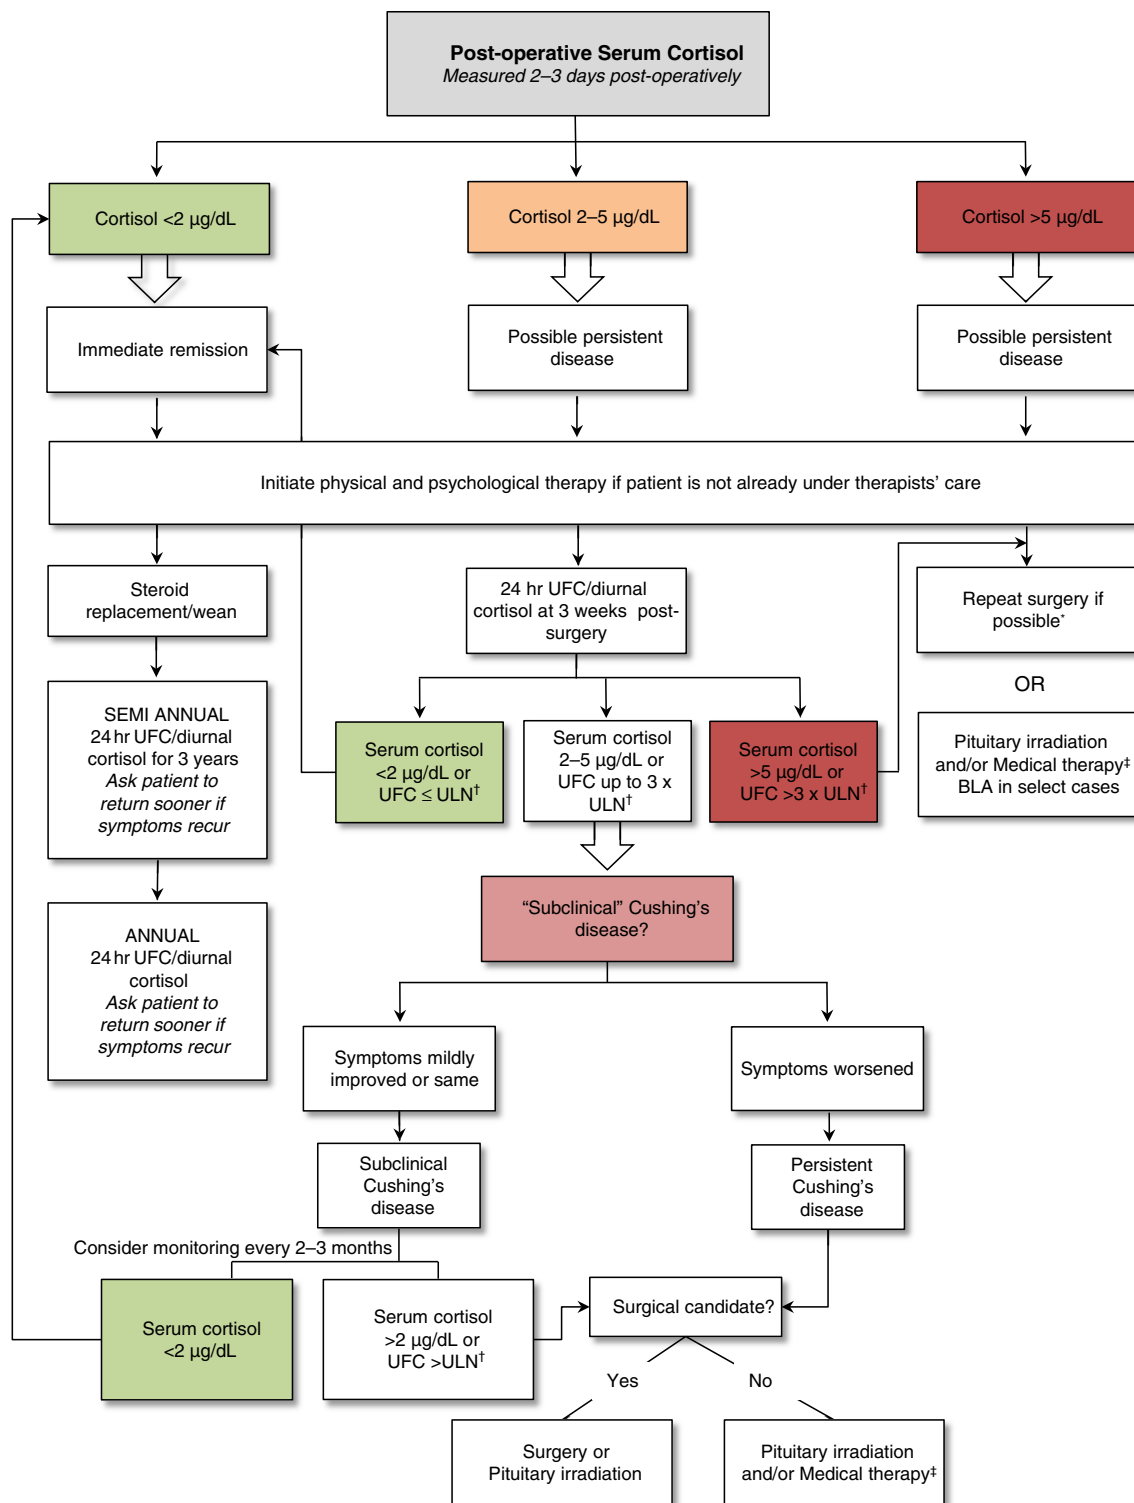 Post-operative Serum Cortisol
Measured 2–3 days post-operatively
Cortisol <2 µg/dL
Cortisol 2–5 µg/dL
Cortisol >5 µg/dL
Immediate remission
Possible persistent
disease
Possible persistent
disease
Initiate physical and psychological therapy if patient is not already under therapists’ care
Steroid
replacement/wean
24 hr UFC/diurnal
cortisol at 3 weeks post-
surgery
Repeat surgery if
possible*
OR
Pituitary irradiation
and/or Medical therapy‡
BLA in select cases
SEMI ANNUAL
24 hr UFC/diurnal
cortisol for 3 years
Ask patient to
return sooner if
symptoms recur
Serum cortisol
<2 µg/dL or
UFC ≤ ULN†
Serum cortisol
2–5 µg/dL or
UFC up to 3 x
ULN†
Serum cortisol
>5 µg/dL or
UFC >3 x ULN†
ANNUAL
24 hr UFC/diurnal
cortisol
Ask patient to
return sooner if
symptoms recur
“Subclinical” Cushing’s
disease?
Symptoms mildly
improved or same
Symptoms worsened
Subclinical
Cushing’s
disease
Persistent
Cushing’s
disease
Consider monitoring every 2–3 months
Serum cortisol
<2 µg/dL
Serum cortisol
>2 µg/dL or
UFC >ULN†
Surgical candidate?
Yes
No
Surgery or
Pituitary irradiation
Pituitary irradiation
and/or Medical therapy‡